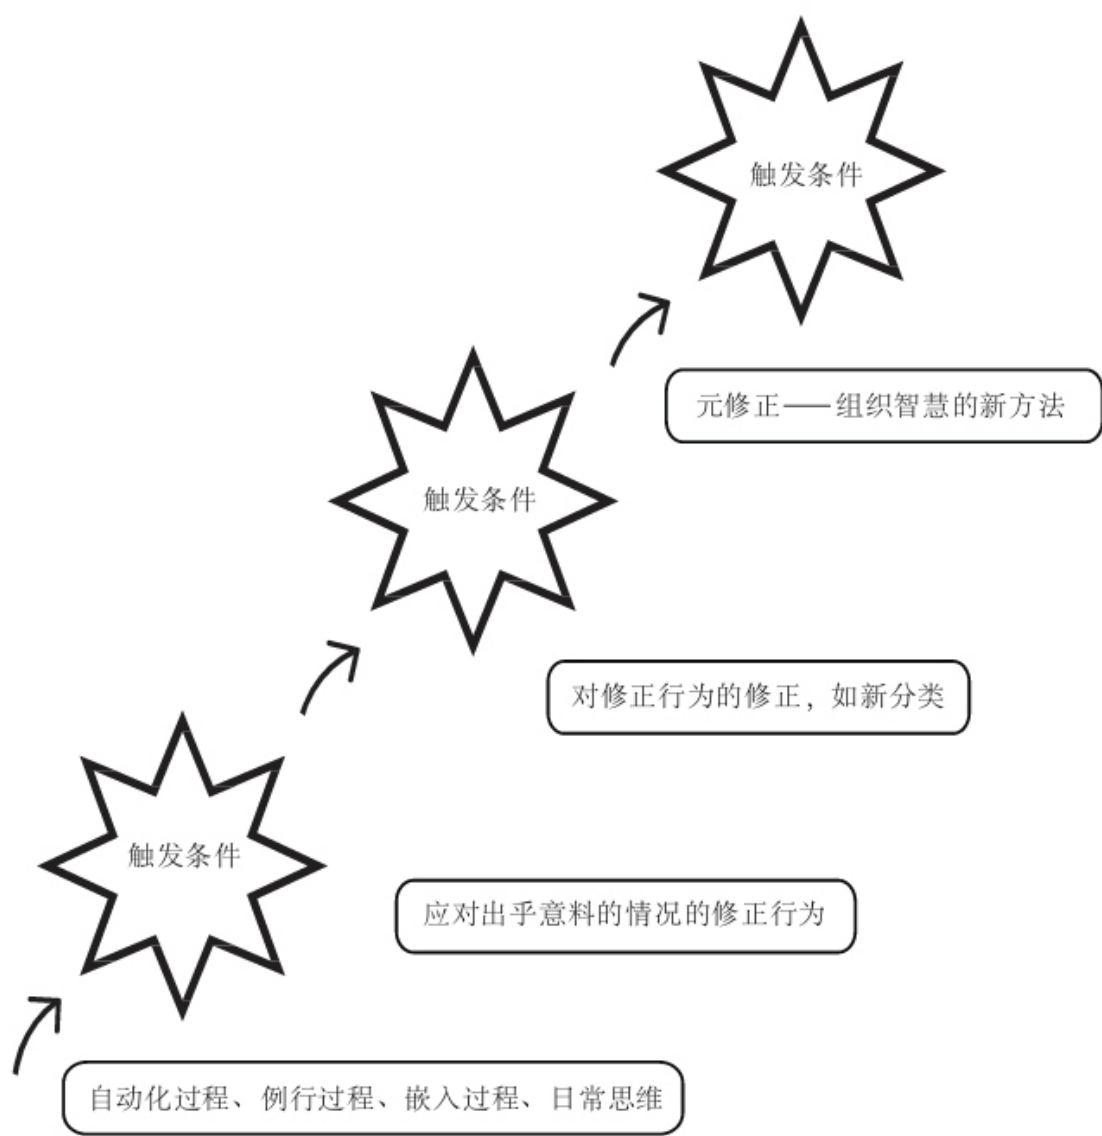 触发条件
元修正——组织智慧的新方法
触发条件
对修正行为的修正，如新分类
触发条件
应对出乎意料的情况的修正行为
自动化过程、例行过程、嵌入过程、日常思维